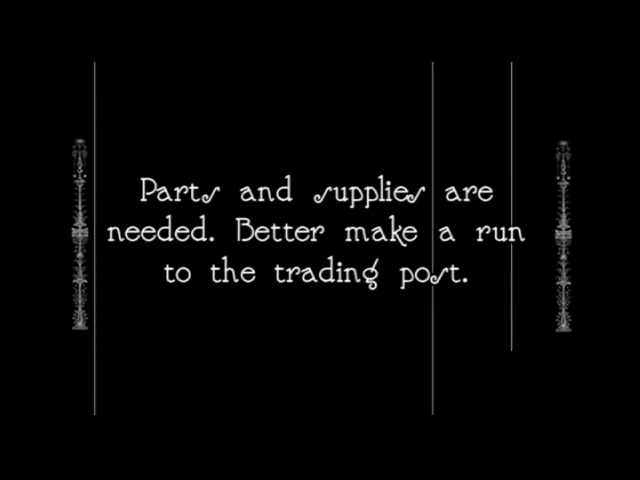 Parts and supplies are
needed. Better make a run
to the trading post.